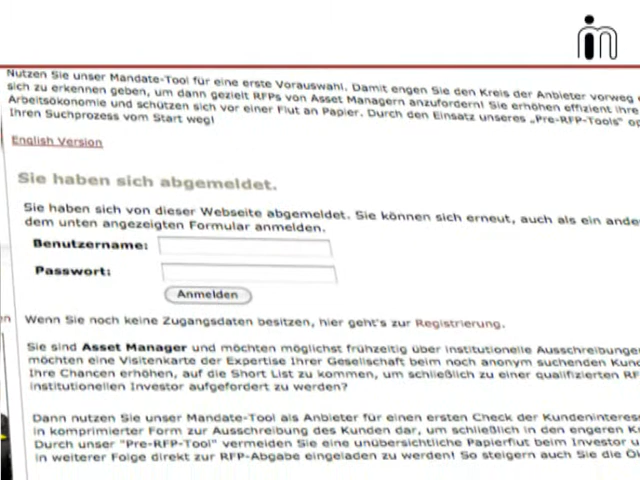 in
Nutzen Sie unser Mandate-Tool für eine erste Vorauswahl. Damit engen Sie den Kreis der Anbieter vorweg
sich zu erkennen geben, um dann gezielt RFPs von Asset Managern anzufordern! Sie erhöhen effizient ihre
Arbeitsökonomie und schützen sich vor einer Flut an Papier. Durch den Einsatz unseres „Pre-RFP-Tools"
Ihren Suchprozess vom Start weg!
English Version
Sie haben sich abgemeldet.
Sie haben sich von dieser Webseite abgemeldet. Sie können sich erneut, auch als ein
dem unten angezeigten Formular anmelden.
Benutzername:
Passwort:
Anmelden
Wenn Sie noch keine Zugangsdaten besitzen, hier geht's zur Registrierung.
Sie sind Asset Manager und möchten möglichst frühzeitig über institutionelle
möchten eine Visitenkarte der Expertise Ihrer Gesellschaft beim noch anonym suchenden
Ihre Chancen erhöhen, auf die Short List zu kommen, um schließlich zu einer qualifizierten
institutionellen Investor aufgefordert zu werden?
Dann nutzen Sie unser Mandate-Tool als Anbieter für einen ersten Check der
in komprimierter Form zur Ausschreibung des Kunden dar, um schließlich in den engeren
Durch unser "Pre-RFP-Tool" vermeiden Sie eine unübersichtliche Papierflut beim Investor
in weiterer Folge direkt zur RFP-Abgabe eingeladen zu werden! So steigern auch Sie die